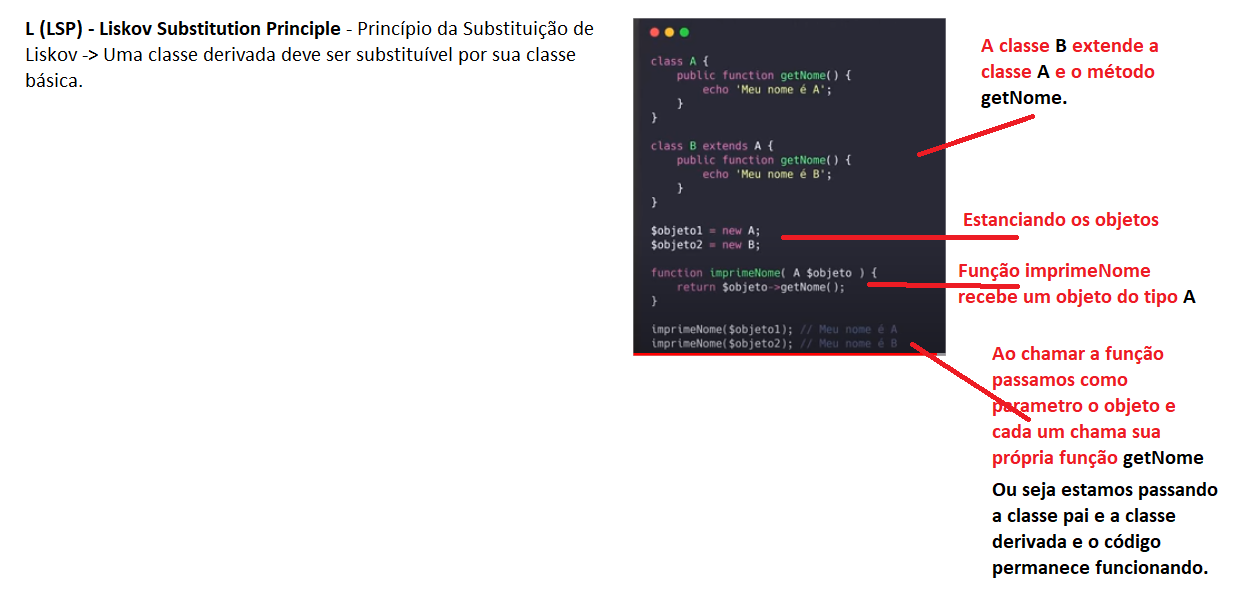 L (LSP) - Liskov Substitution Principle - Princípio da Substituição de
Liskov -> Uma classe derivada deve ser substituível por sua classe
básica.
class A {
    public function getNome() {
        echo 'Meu nome é A';
    }
}
class B extends A {
    public function getNome() {
        echo 'Meu nome é B';
    }
}
$objeto1 = new A;
$objeto2 = new B;
function imprimeNome( A $objeto ) {
    return $objeto->getNome();
}
imprimeNome($objeto1); // Meu nome é A
imprimeNome($objeto2); // Meu nome é B
A classe B extende a
classe A e o método
getNome.
Estanciando os objetos
Função imprimeNome
recebe um objeto do tipo A
Ao chamar a função
passamos como
parametro o objeto e
cada um chama sua
própria função getNome
Ou seja estamos passando
a classe pai e a classe
derivada e o código
permanece funcionando.